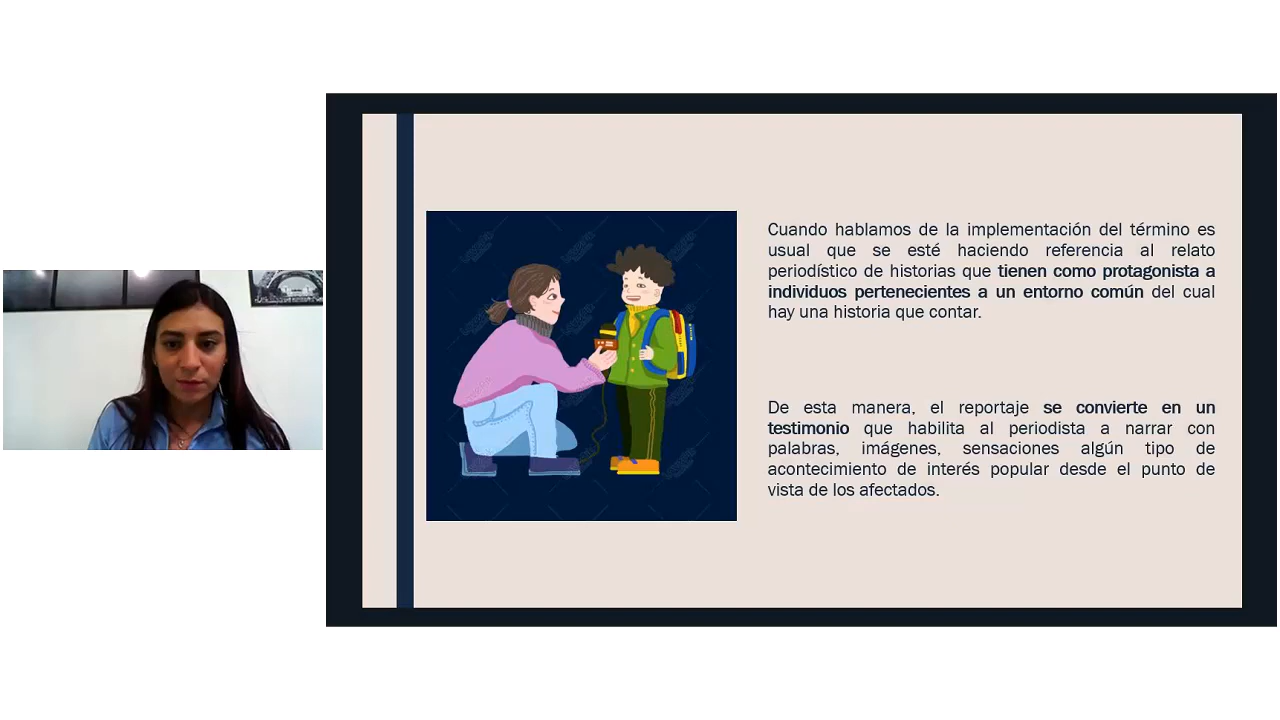 Cuando hablamos de la implementación del término es
usual que se esté haciendo referencia al relato
periodístico de historias que tienen como protagonista a
individuos pertenecientes a un entorno común del cual
hay una historia que contar.
De esta manera, el reportaje se convierte en un
testimonio que habilita al periodista a narrar con
palabras, imágenes, sensaciones algún tipo de
acontecimiento de interés popular desde el punto de
vista de los afectados.